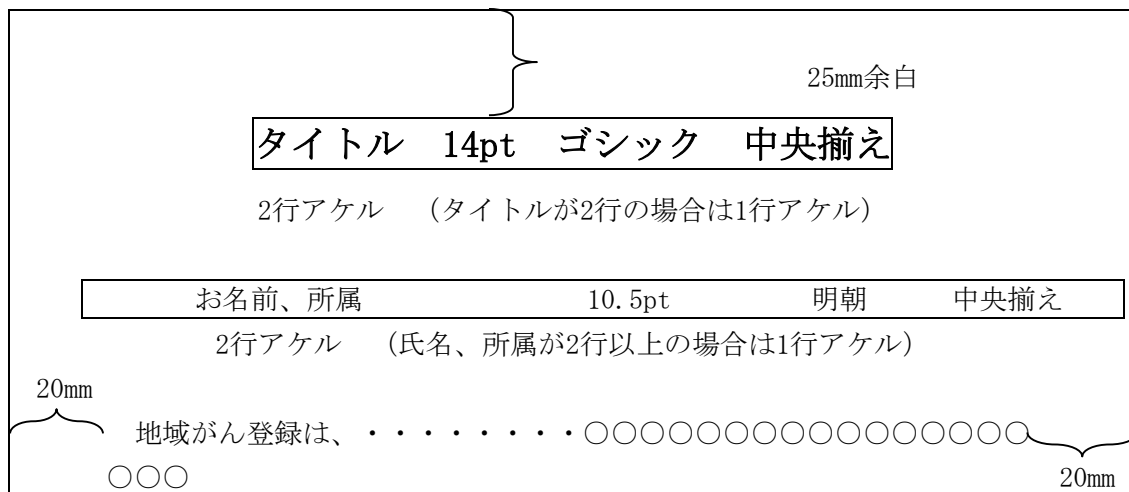 25mm余白
タイトル　14pt　ゴシック　中央揃え
2行アケル　（タイトルが2行の場合は1行アケル）
お名前、所属　10.5pt　明朝　中央揃え
2行アケル　（氏名、所属が2行以上の場合は1行アケル）
20mm
地域がん登録は、・・・・・・・・○○○○○○○○○○○○○○○○
○○○
20mm